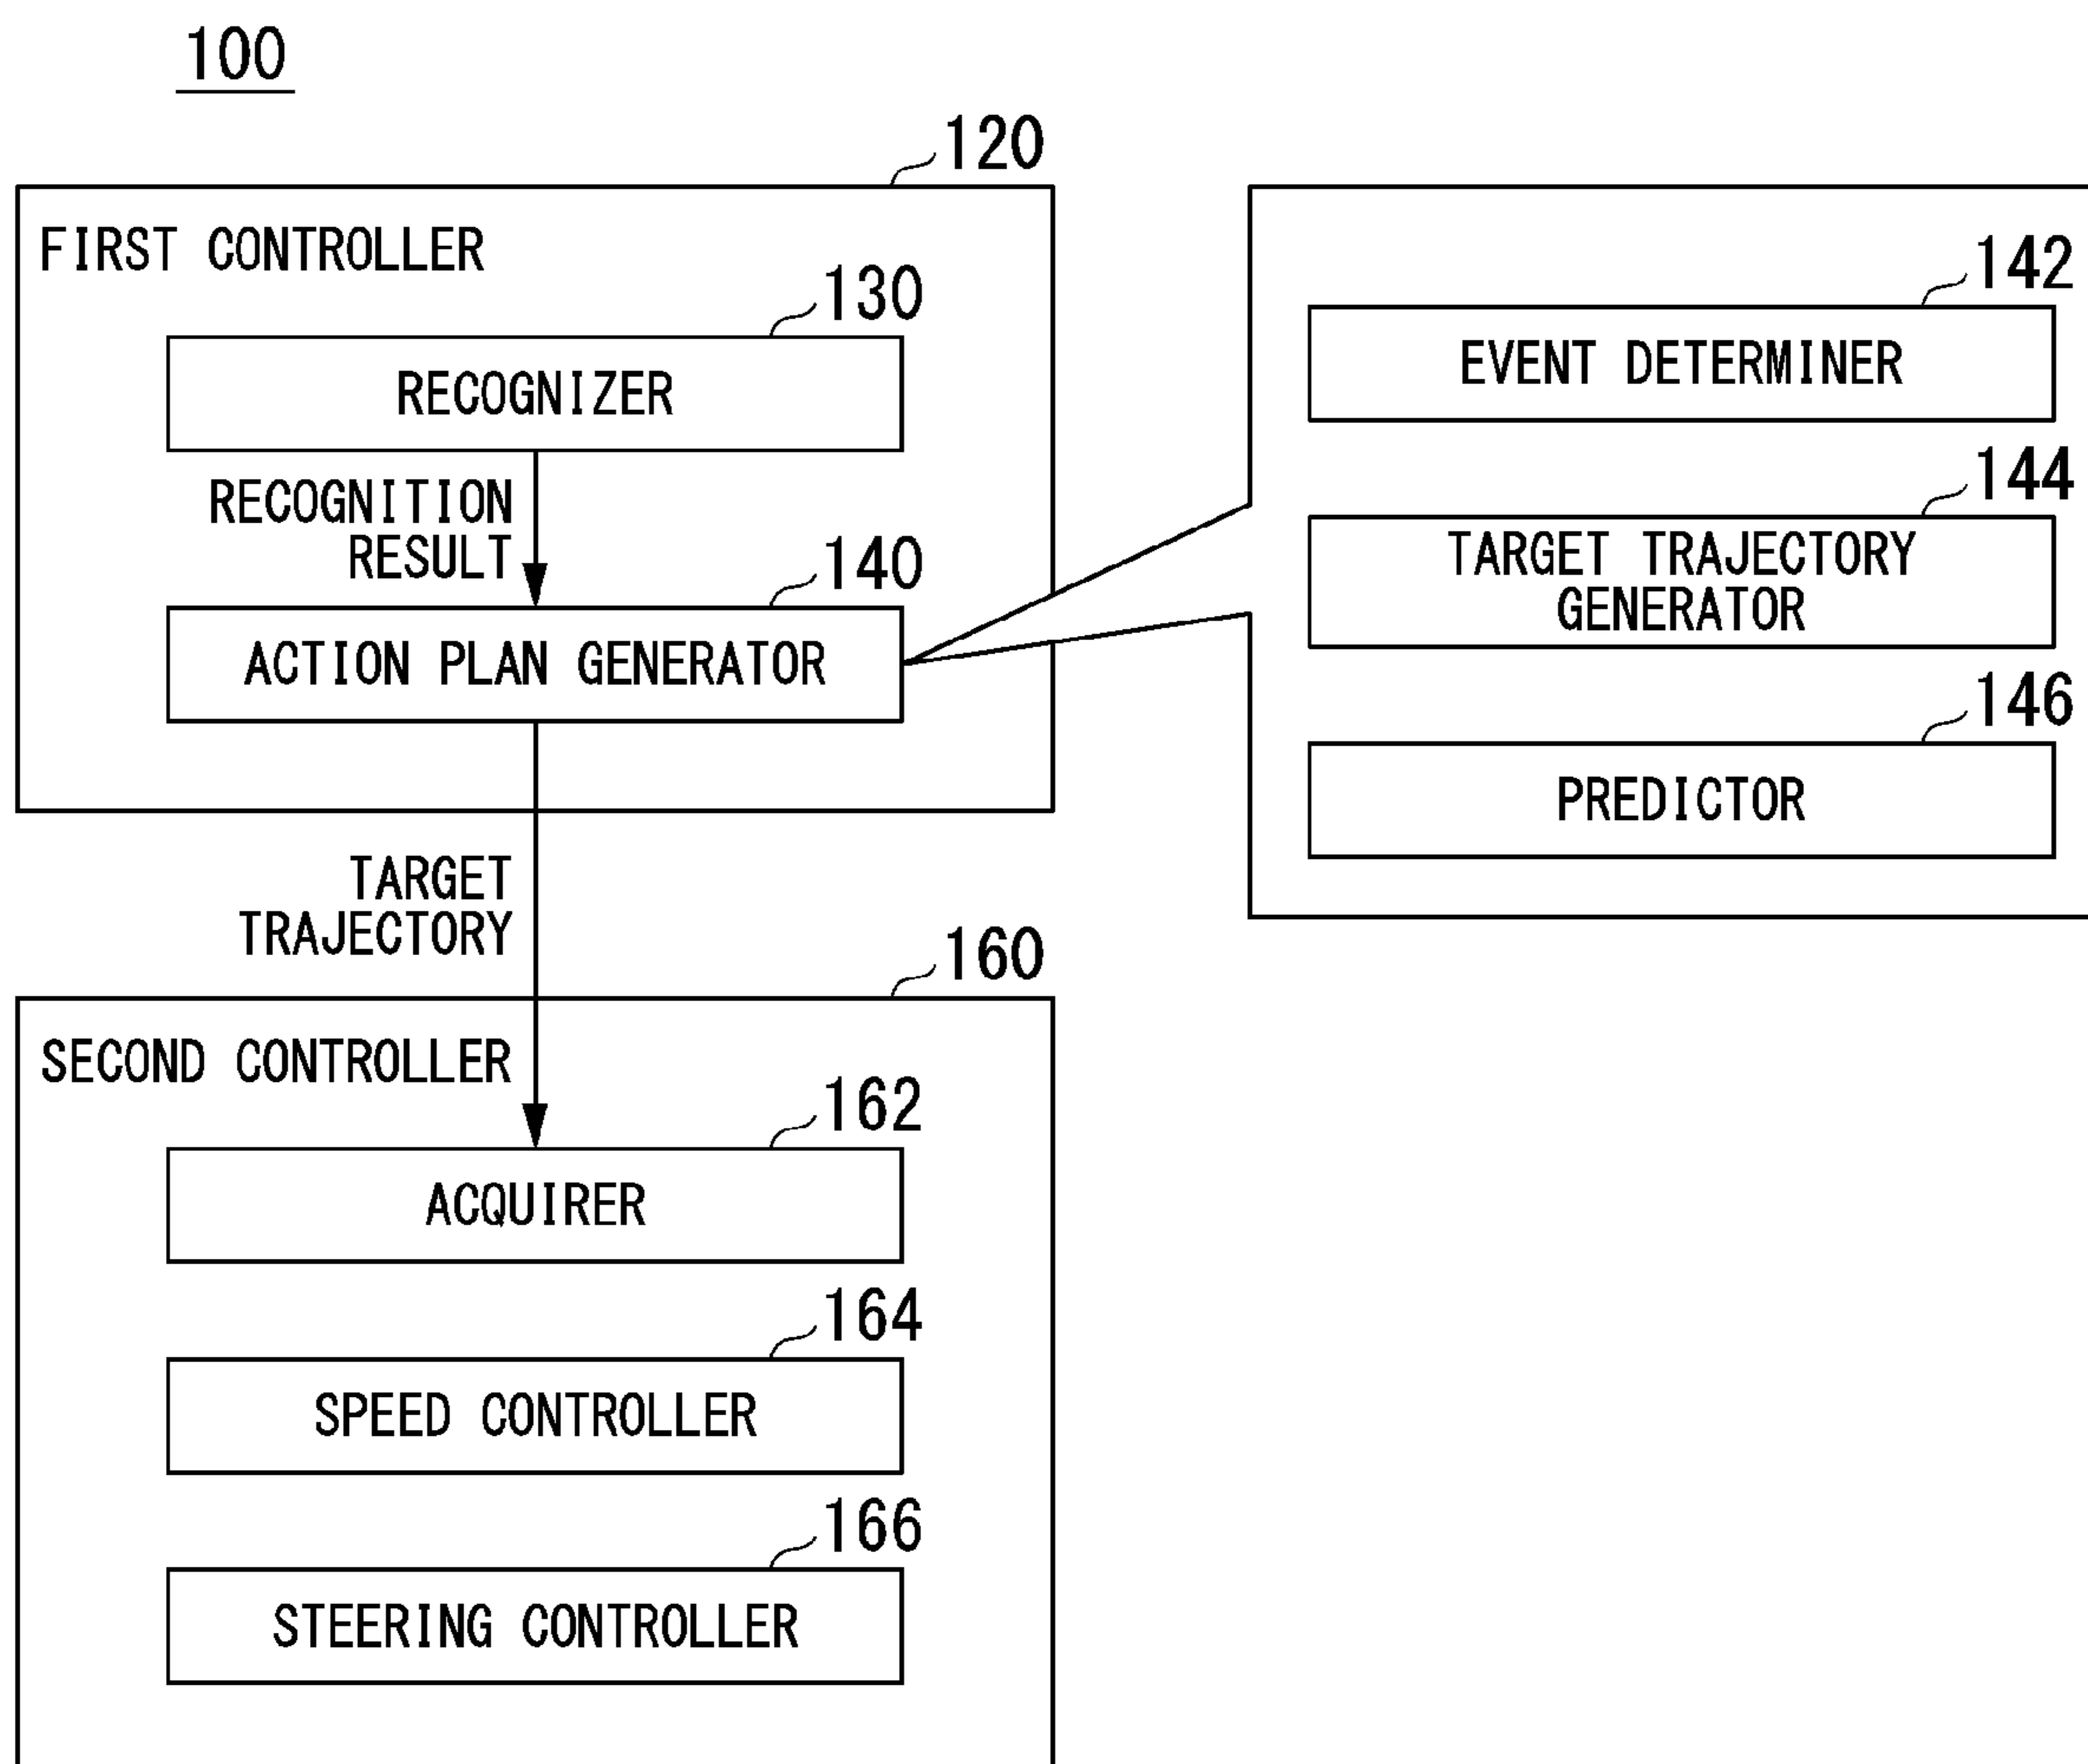 100
120
FIRST CONTROLLER
130
RECOGNIZER
RECOGNITION
RESULT
140
ACTION PLAN GENERATOR
142
EVENT DETERMINER
144
TARGET TRAJECTORY
GENERATOR
146
PREDICTOR
TARGET
TRAJECTORY
160
SECOND CONTROLLER
162
ACQUIRER
164
SPEED CONTROLLER
166
STEERING CONTROLLER